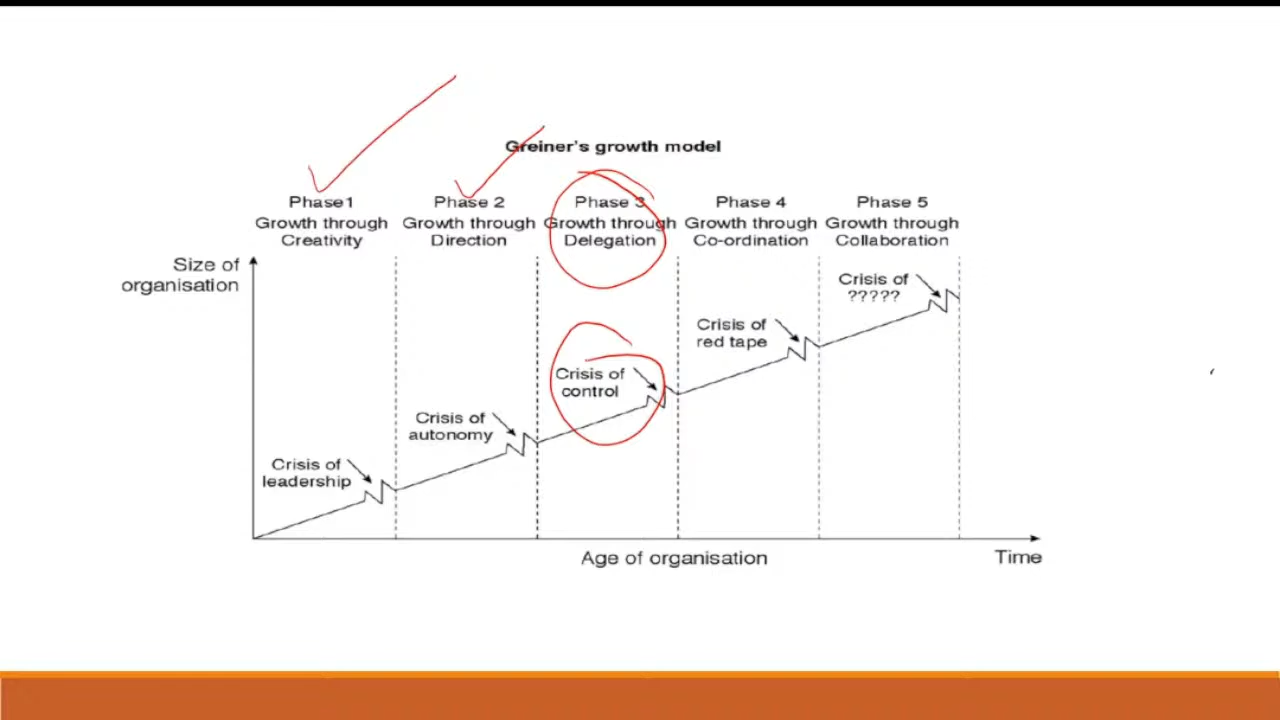 Greiner's growth model
Phase1
Growth through
Creativity
Phase 2
Growth through
Direction
Phase 3
Growth through
Delegation
Phase 4
Growth through
Co-ordination
Phase 5
Growth through
Collaboration
Size of
organisation
Crisis of
?????
Crisis of
red tape
Crisis of
control
Crisis of
autonomy
Crisis of
leadership
Age of organisation
Time